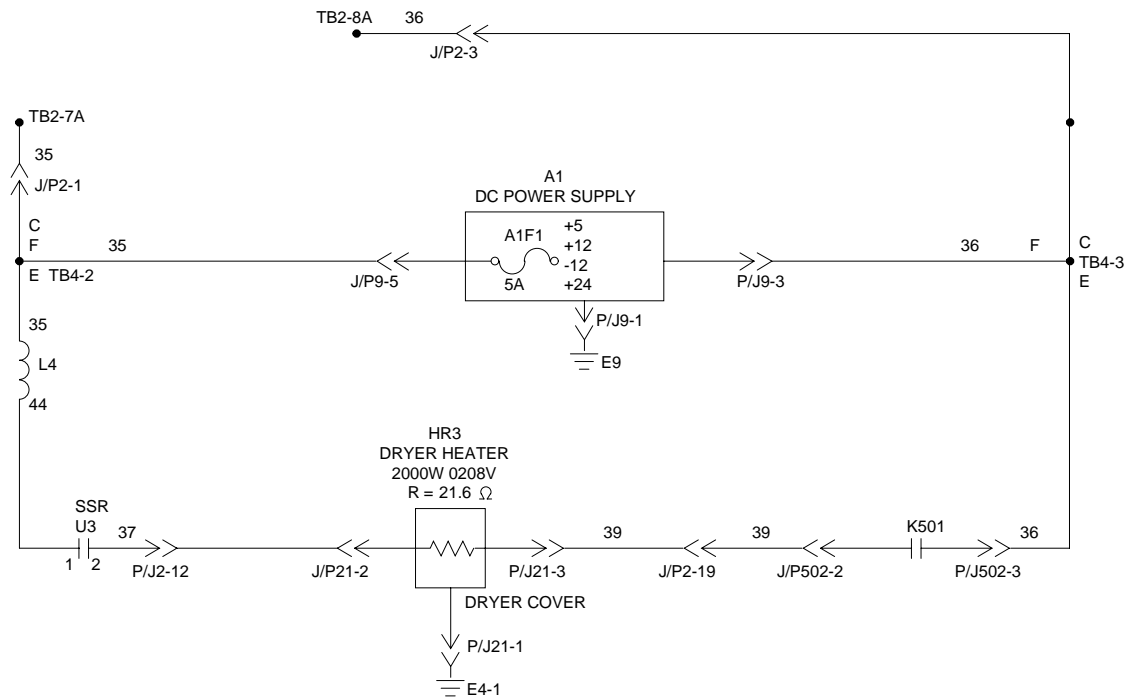 TB2-8A
36
J/P2-3
TB2-7A
35
J/P2-1
A1
DC POWER SUPPLY
C
F
E TB4-2
35
J/P9-5
A1F1
5A
+5
+12
-12
+24
P/J9-3
36
F
C
TB4-3
E
P/J9-1
E9
35
L4
44
HR3
DRYER HEATER
2000W 0208V
R = 21.6 Ω
SSR
U3
1
2
37
P/J2-12
J/P21-2
P/J21-3
39
J/P2-19
39
J/P502-2
K501
P/J502-3
36
DRYER COVER
P/J21-1
E4-1